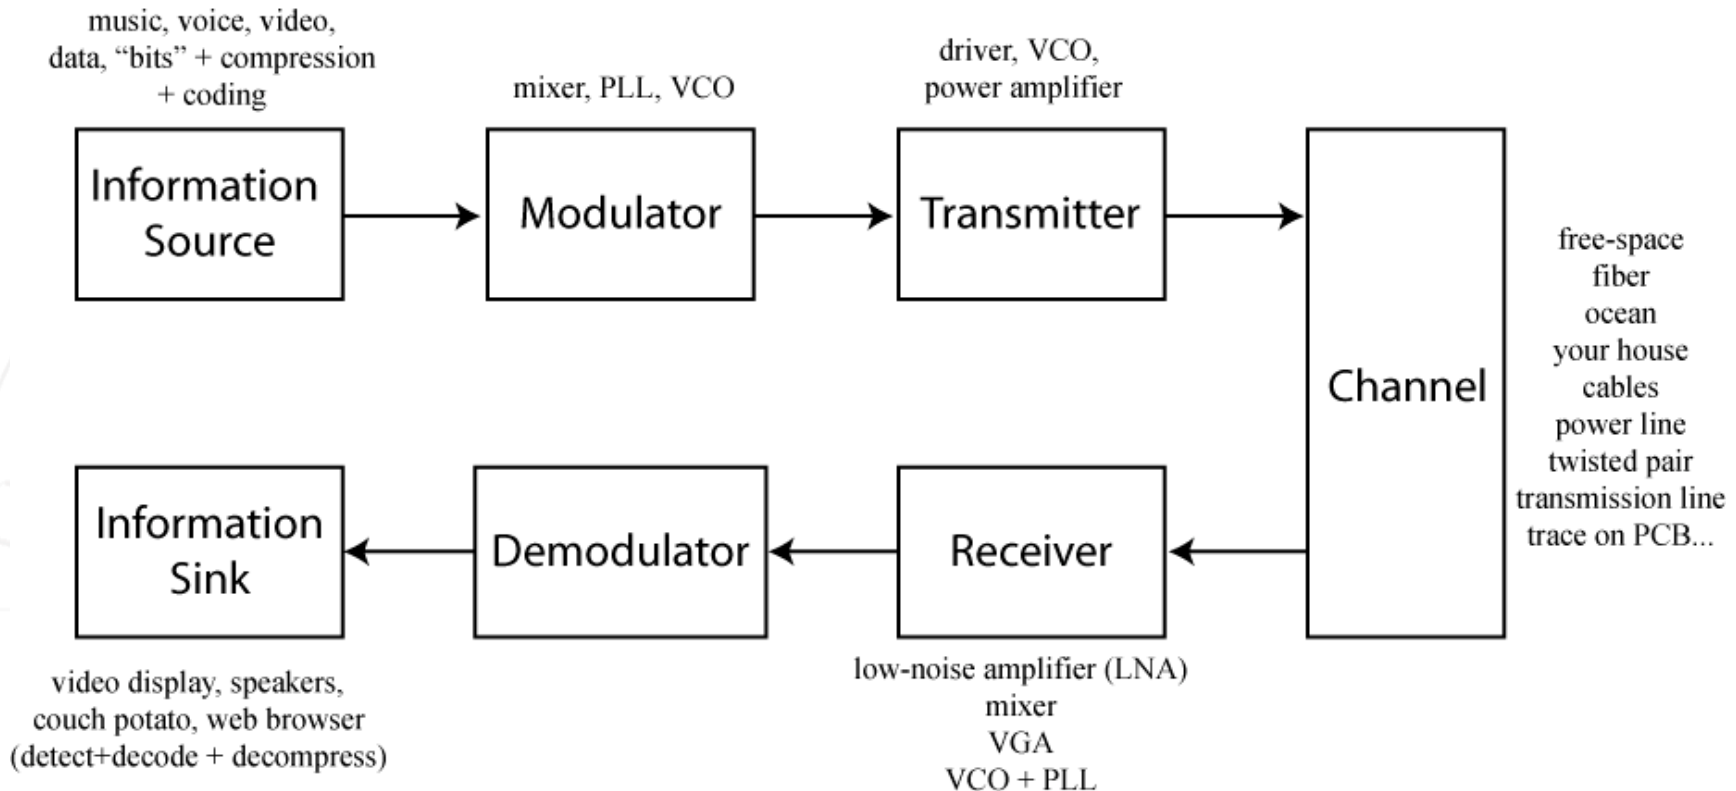 music, voice, video,
data, “bits” + compression
+ coding
mixer, PLL, VCO
driver, VCO,
power amplifier
Information
Source
Modulator
Transmitter
Channel
free-space
fiber
ocean
your house
cables
power line
twisted pair
transmission line
trace on PCB...
Information
Sink
Demodulator
Receiver
video display, speakers,
couch potato, web browser
(detect+decode + decompress)
low-noise amplifier (LNA)
mixer
VGA
VCO + PLL